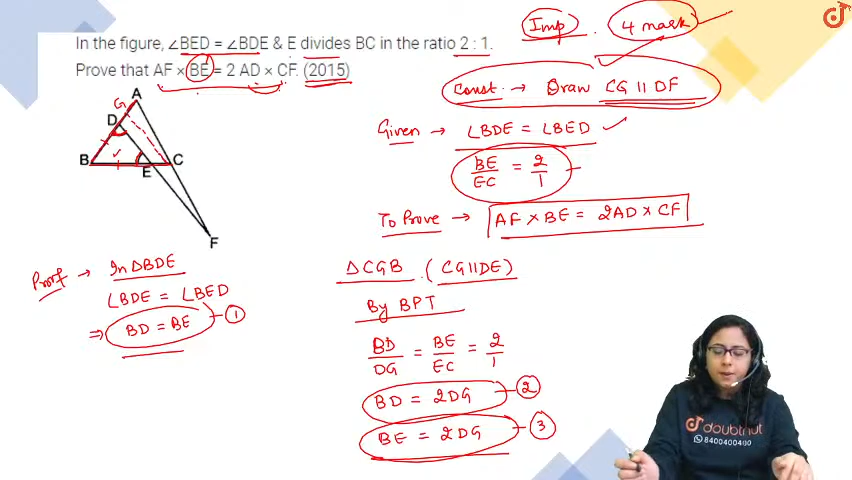 In the figure, ∠BED = ∠BDE & E divides BC in the ratio 2 : 1.
Prove that AF × BE = 2 AD × CF. (2015)
Imp
4 mark
Const. → Draw CG || DF
Given → ∠BDE = ∠BED
BE/EC = 2/1
To Prove → AF × BE = 2AD × CF
A
G
D
B
E
C
F
Proof → In ΔBDE
∠BDE = ∠BED
⇒ BD = BE - ①
ΔCGB (CG || DE)
By BPT
BD/DG = BE/EC = 2/1
BD = 2DG - ②
BE = 2DG - ③
doubtnut
8400400400